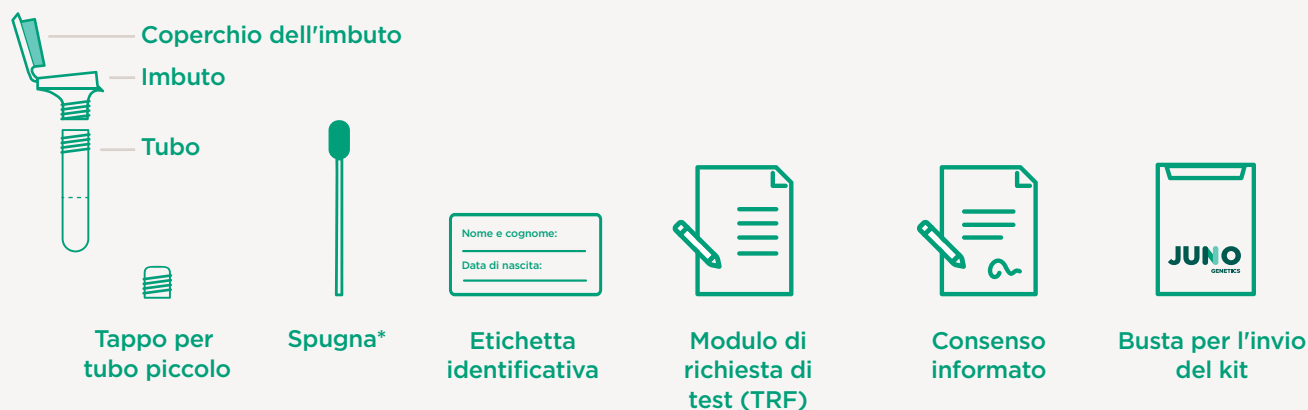 Coperchio dell'imbuto
Imbuto
Tubo
Nome e cognome:
Data di nascita:
JUNO
GENETICS
Tappo per
tubo piccolo
Spugna*
Etichetta
identificativa
Modulo di
richiesta di
test (TRF)
Consenso
informato
Busta per l'invio
del kit